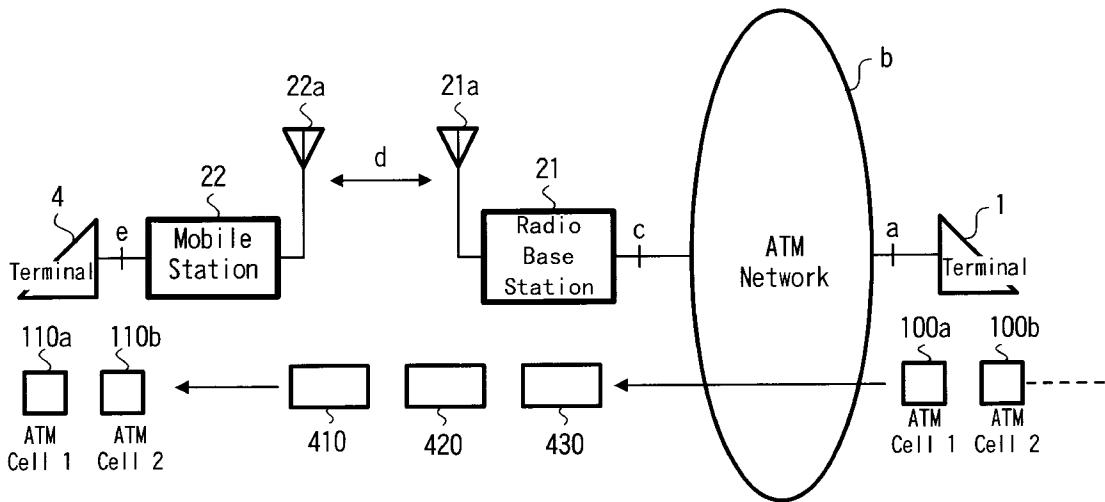 b
22a
21a
d
4
22
21
1
e
Mobile
Station
Radio
Base
Station
c
ATM
Network
a
Terminal
Terminal
110a
110b
100a
100b
410
420
430
ATM
Cell 1
ATM
Cell 2
ATM
Cell 1
ATM
Cell 2